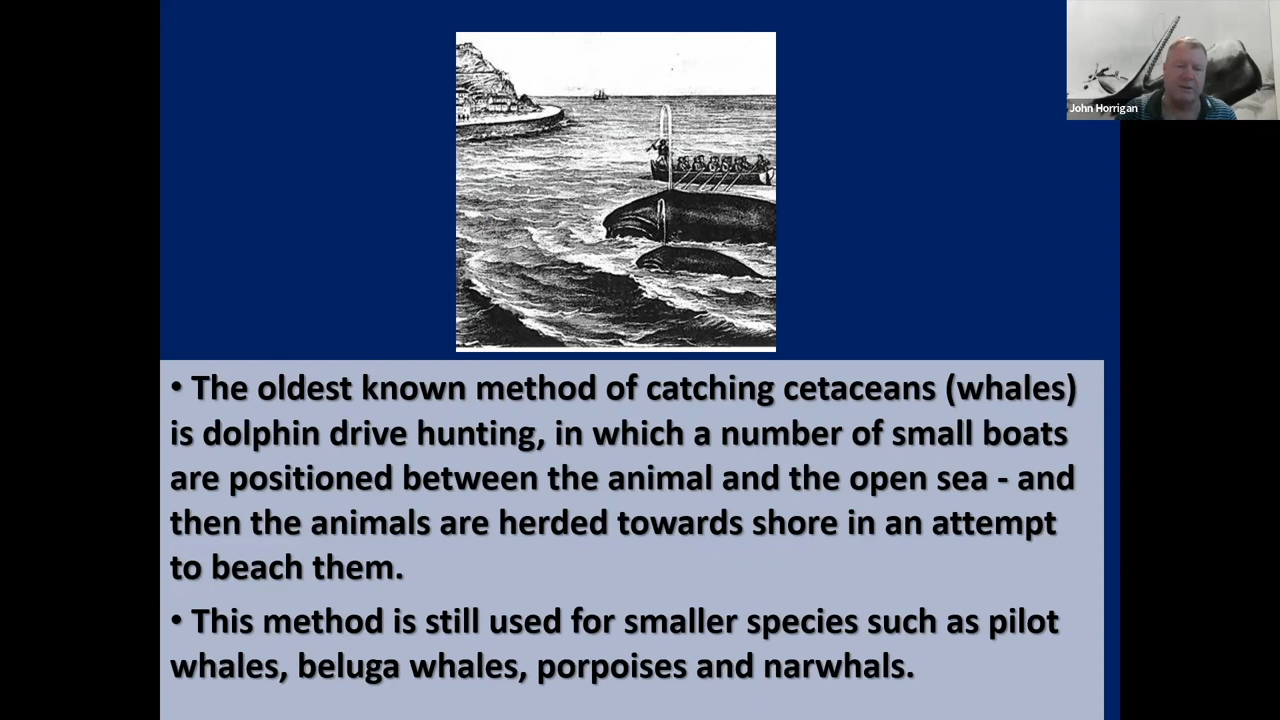 John Horrigan
• The oldest known method of catching cetaceans (whales)
is dolphin drive hunting, in which a number of small boats
are positioned between the animal and the open sea - and
then the animals are herded towards shore in an attempt
to beach them.
• This method is still used for smaller species such as pilot
whales, beluga whales, porpoises and narwhals.